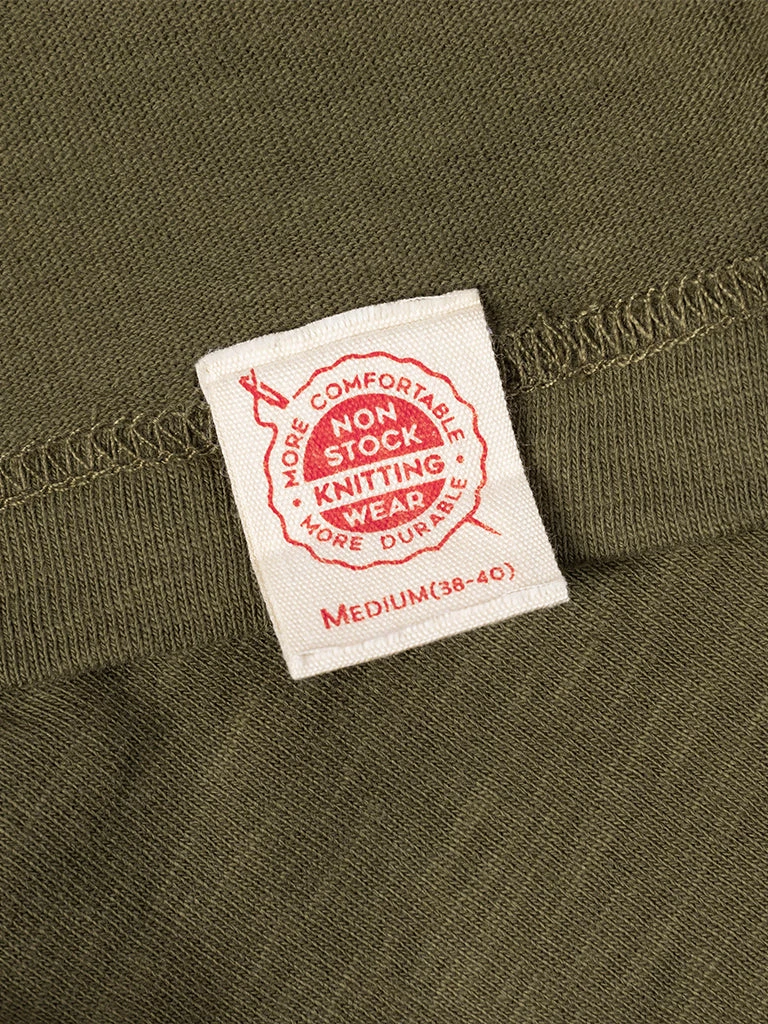 MORE COMFORTABLE
NON
STOCK
• KNITTING •
WEAR
MORE DURABLE
MEDIUM(38-40)